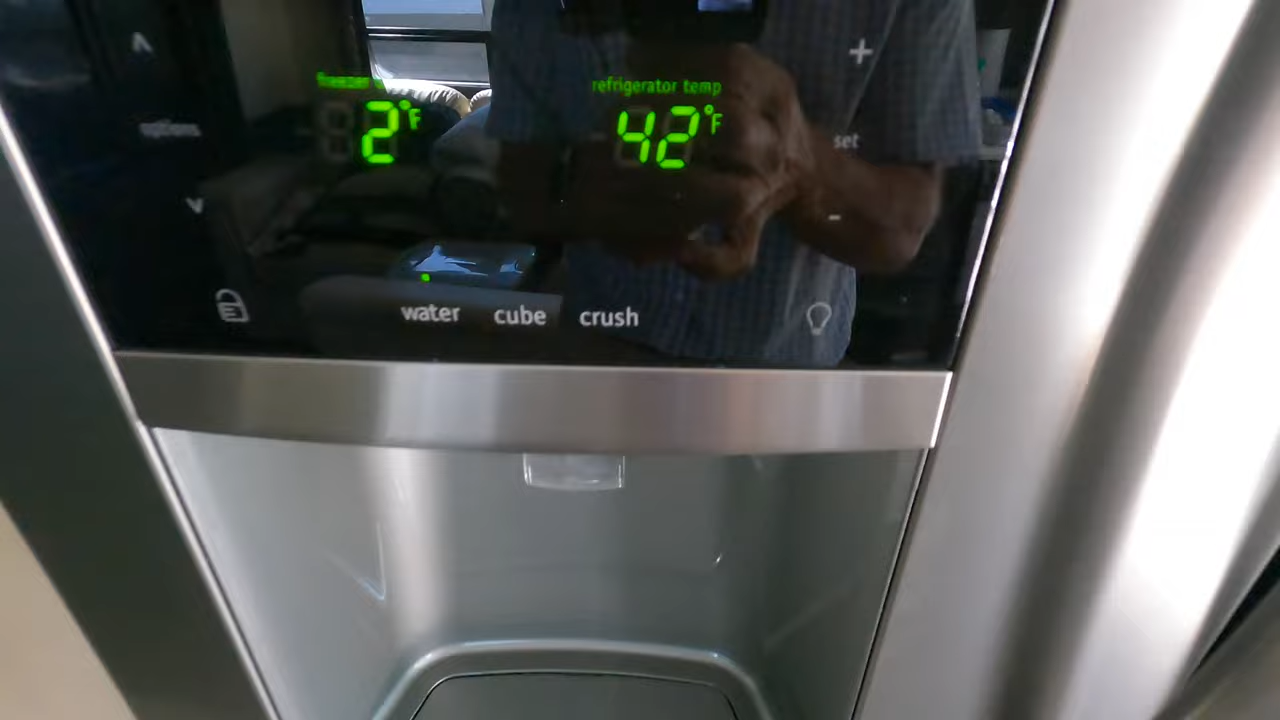 freezer
refrigerator temp
2°F
42°F
+
options
set
-
water cube crush